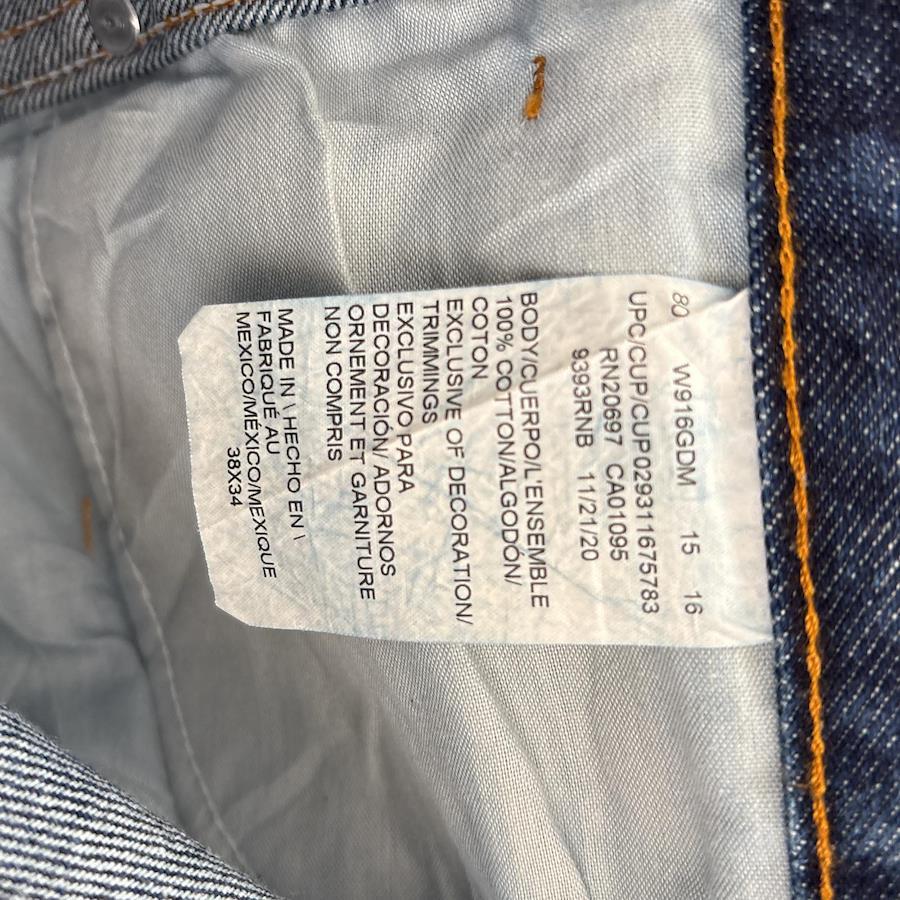 80 W916GDM 15 16
UPC/CUP/CUP029311675783
RN20697 CA01095
9393RNB 11/21/20
BODY/CUERPO/L'ENSEMBLE
100% COTTON/ALGODÓN/
COTON
EXCLUSIVE OF DECORATION/
TRIMMINGS
EXCLUSIVO PARA
DECORACIÓN/ ADORNOS
ORNEMENT ET GARNITURE
NON COMPRIS
MADE IN \ HECHO EN \
FABRIQUÉ AU
MEXICO/MÉXICO/MEXIQUE
38X34